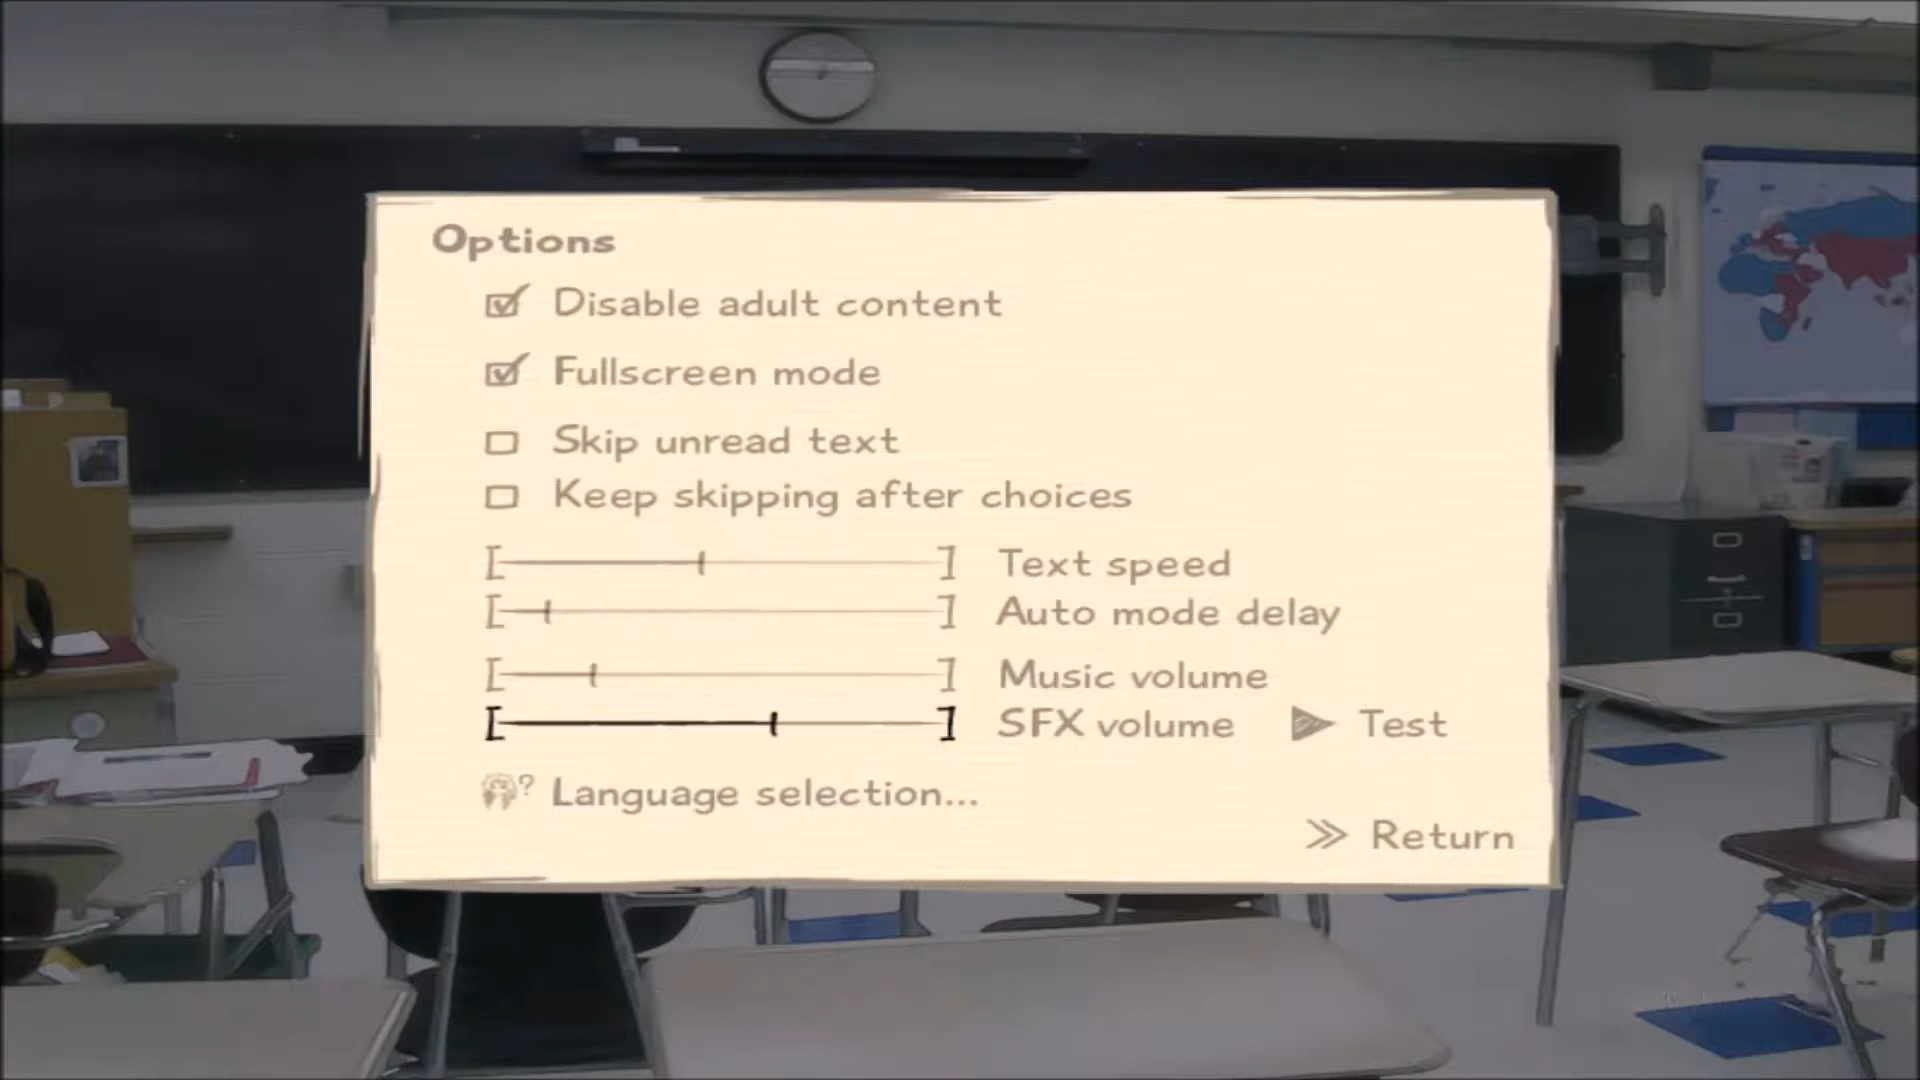 Options
Disable adult content
Fullscreen mode
Skip unread text
Keep skipping after choices
Text speed
Auto mode delay
Music volume
SFX volume Test
? Language selection...
Return